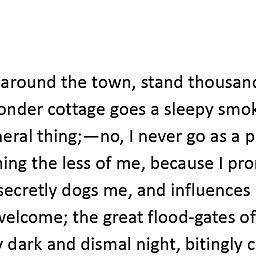 around the town, stand thousand
onder cottage goes a sleepy smok
neral thing;—no, I never go as a p
ning the less of me, because I pro
secretly dogs me, and influences
welcome; the great flood-gates of
y dark and dismal night, bitingly c